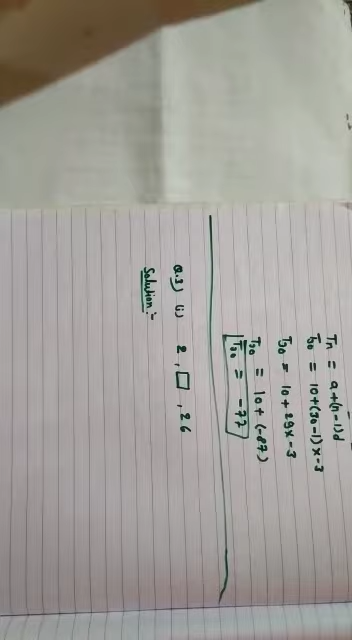 Tn = a+(n-1)d
T30 = 10+(30-1)x-3
T30 = 10+29x-3
T30 = 10+(-87)
T30 = -77
Q.3) (i) 2, □, 26
Solution:-